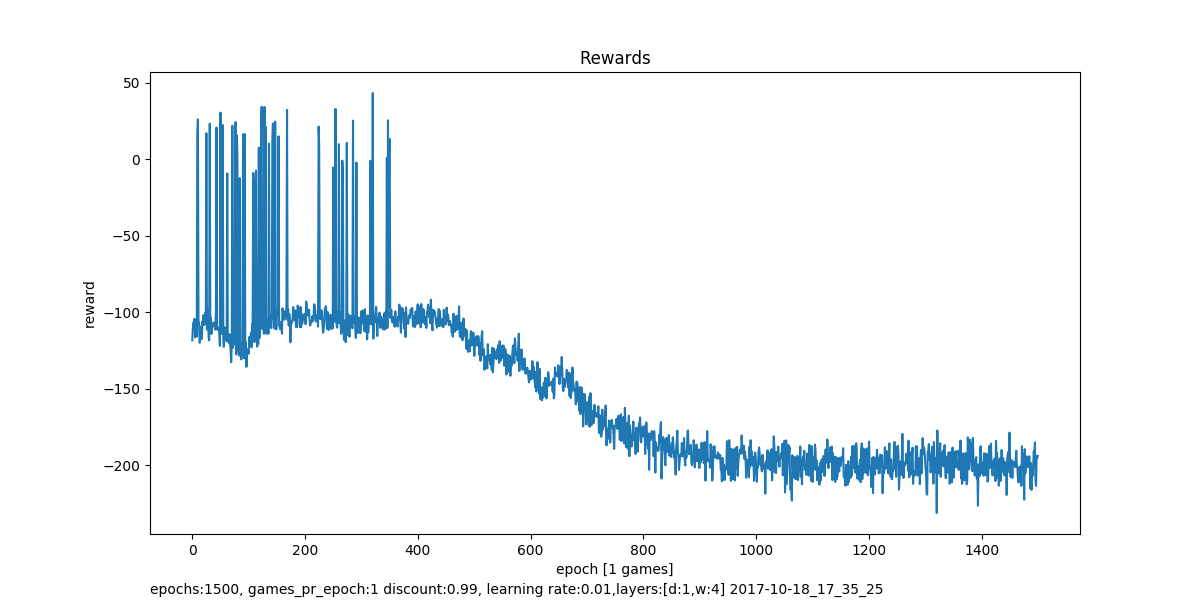 Rewards
50
0
−50
−100
−150
−200
reward
0 200 400 600 800 1000 1200 1400
epoch [1 games]
epochs:1500, games_pr_epoch:1 discount:0.99, learning rate:0.01,layers:[d:1,w:4] 2017-10-18_17_35_25